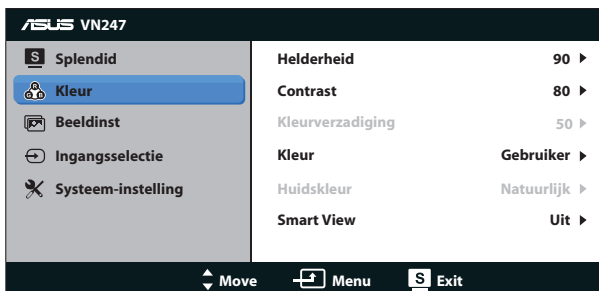 ASUS VN247
S Splendid
Kleur
Beeldinst
Ingangsselectie
Systeem-instelling
Helderheid 90
Contrast 80
Kleurverzadiging 50
Kleur Gebruiker
Huidskleur Natuurlijk
Smart View Uit
Move Menu S Exit